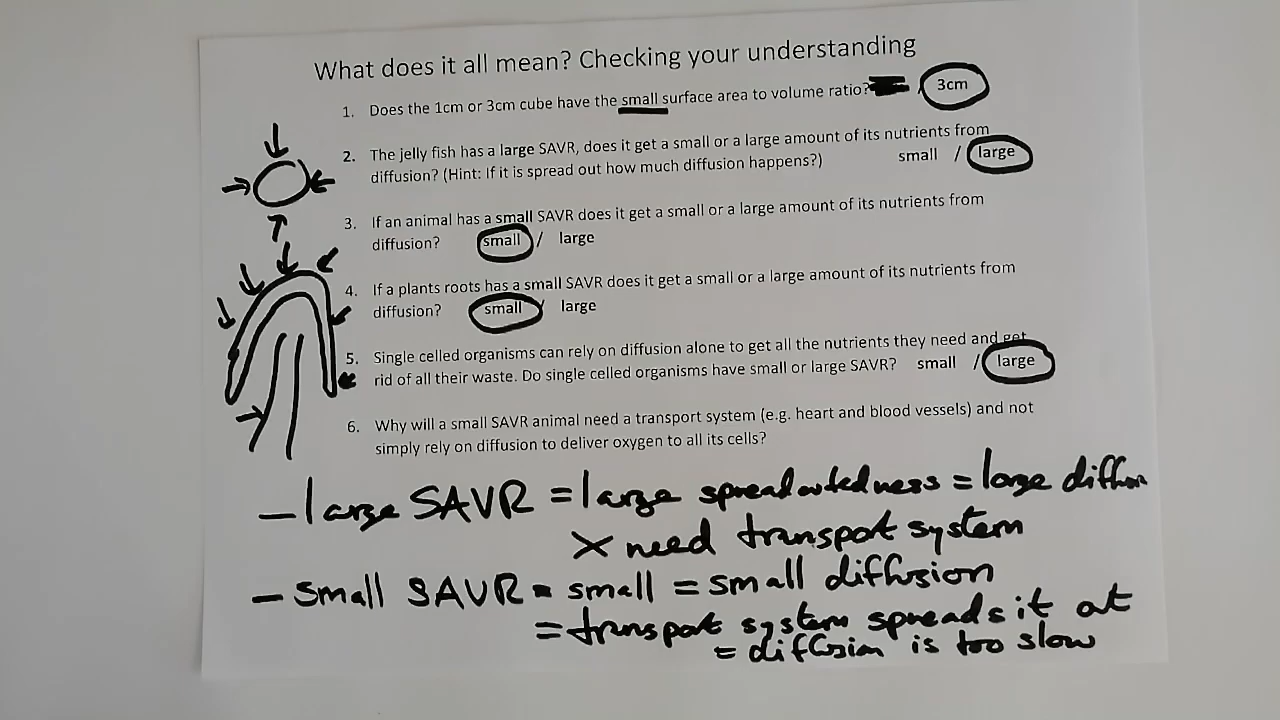 What does it all mean? Checking your understanding
1. Does the 1cm or 3cm cube have the small surface area to volume ratio? / 3cm
2. The jelly fish has a large SAVR, does it get a small or a large amount of its nutrients from
diffusion? (Hint: If it is spread out how much diffusion happens?) small / large
3. If an animal has a small SAVR does it get a small or a large amount of its nutrients from
diffusion? small / large
4. If a plants roots has a small SAVR does it get a small or a large amount of its nutrients from
diffusion? small / large
5. Single celled organisms can rely on diffusion alone to get all the nutrients they need and get
rid of all their waste. Do single celled organisms have small or large SAVR? small / large
6. Why will a small SAVR animal need a transport system (e.g. heart and blood vessels) and not
simply rely on diffusion to deliver oxygen to all its cells?
- large SAVR = large spreadoutedness = large
x need transport system
- small SAVR = small = small diffusion
= transport system spreads it out
= diffusion is too slow